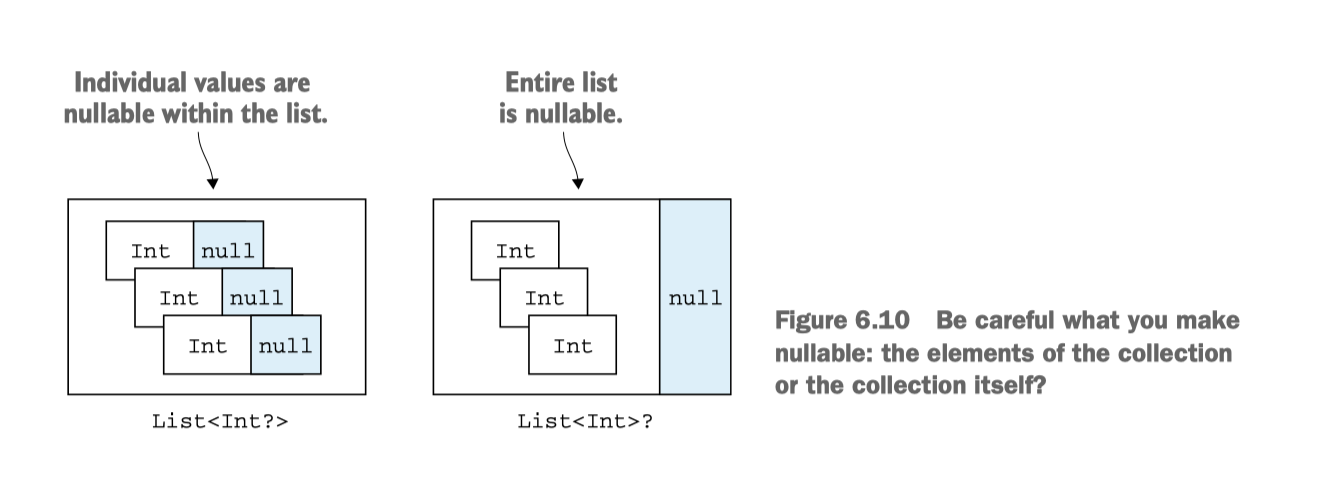 Individual values are
nullable within the list.
Entire list
is nullable.
Int null
Int null
Int null
List<Int?>
Int
Int
Int
null
List<Int>?
Figure 6.10 Be careful what you make
nullable: the elements of the collection
or the collection itself?